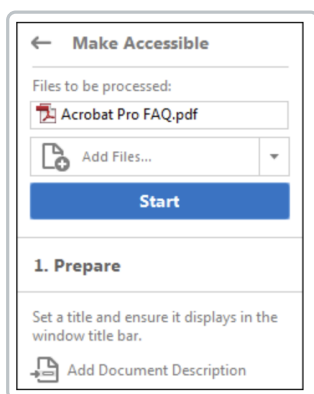 Make Accessible
Files to be processed:
Acrobat Pro FAQ.pdf
Add Files...
Start
1. Prepare
Set a title and ensure it displays in the
window title bar.
Add Document Description